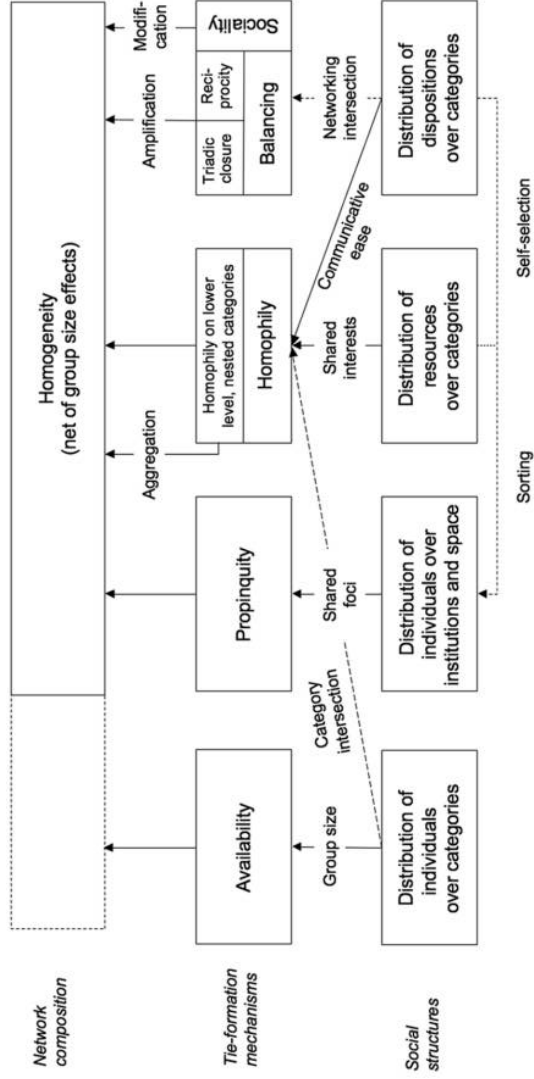 Network
composition
Homogeneity
(net of group size effects)
Aggregation
Amplification
Modifi-
cation
Tie-formation
mechanisms
Availability
Propinquity
Homophily on lower
level, nested categories
Homophily
Triadic
closure
Reci-
procity
Balancing
Sociality
Group size
Category
intersection
Shared
foci
Shared
interests
Communicative
ease
Networking
intersection
Social
structures
Distribution of
individuals
over categories
Distribution of
individuals over
institutions and space
Distribution of
resources
over categories
Distribution of
dispositions
over categories
Sorting
Self-selection